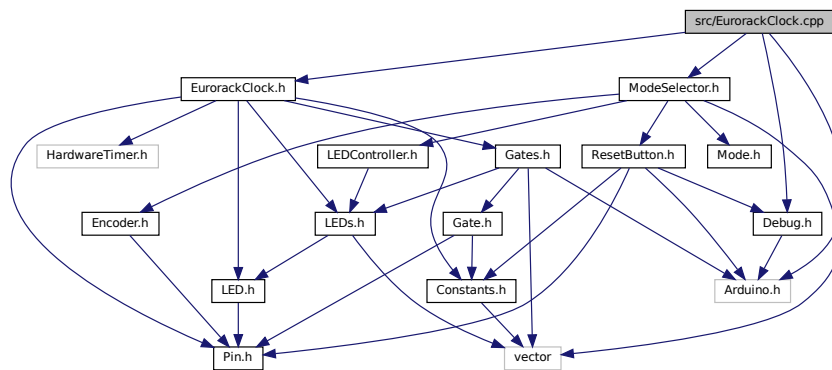 src/EurorackClock.cpp
EurorackClock.h
ModeSelector.h
HardwareTimer.h
LEDController.h
Gates.h
ResetButton.h
Mode.h
Encoder.h
LEDs.h
Gate.h
Debug.h
LED.h
Constants.h
Arduino.h
Pin.h
vector